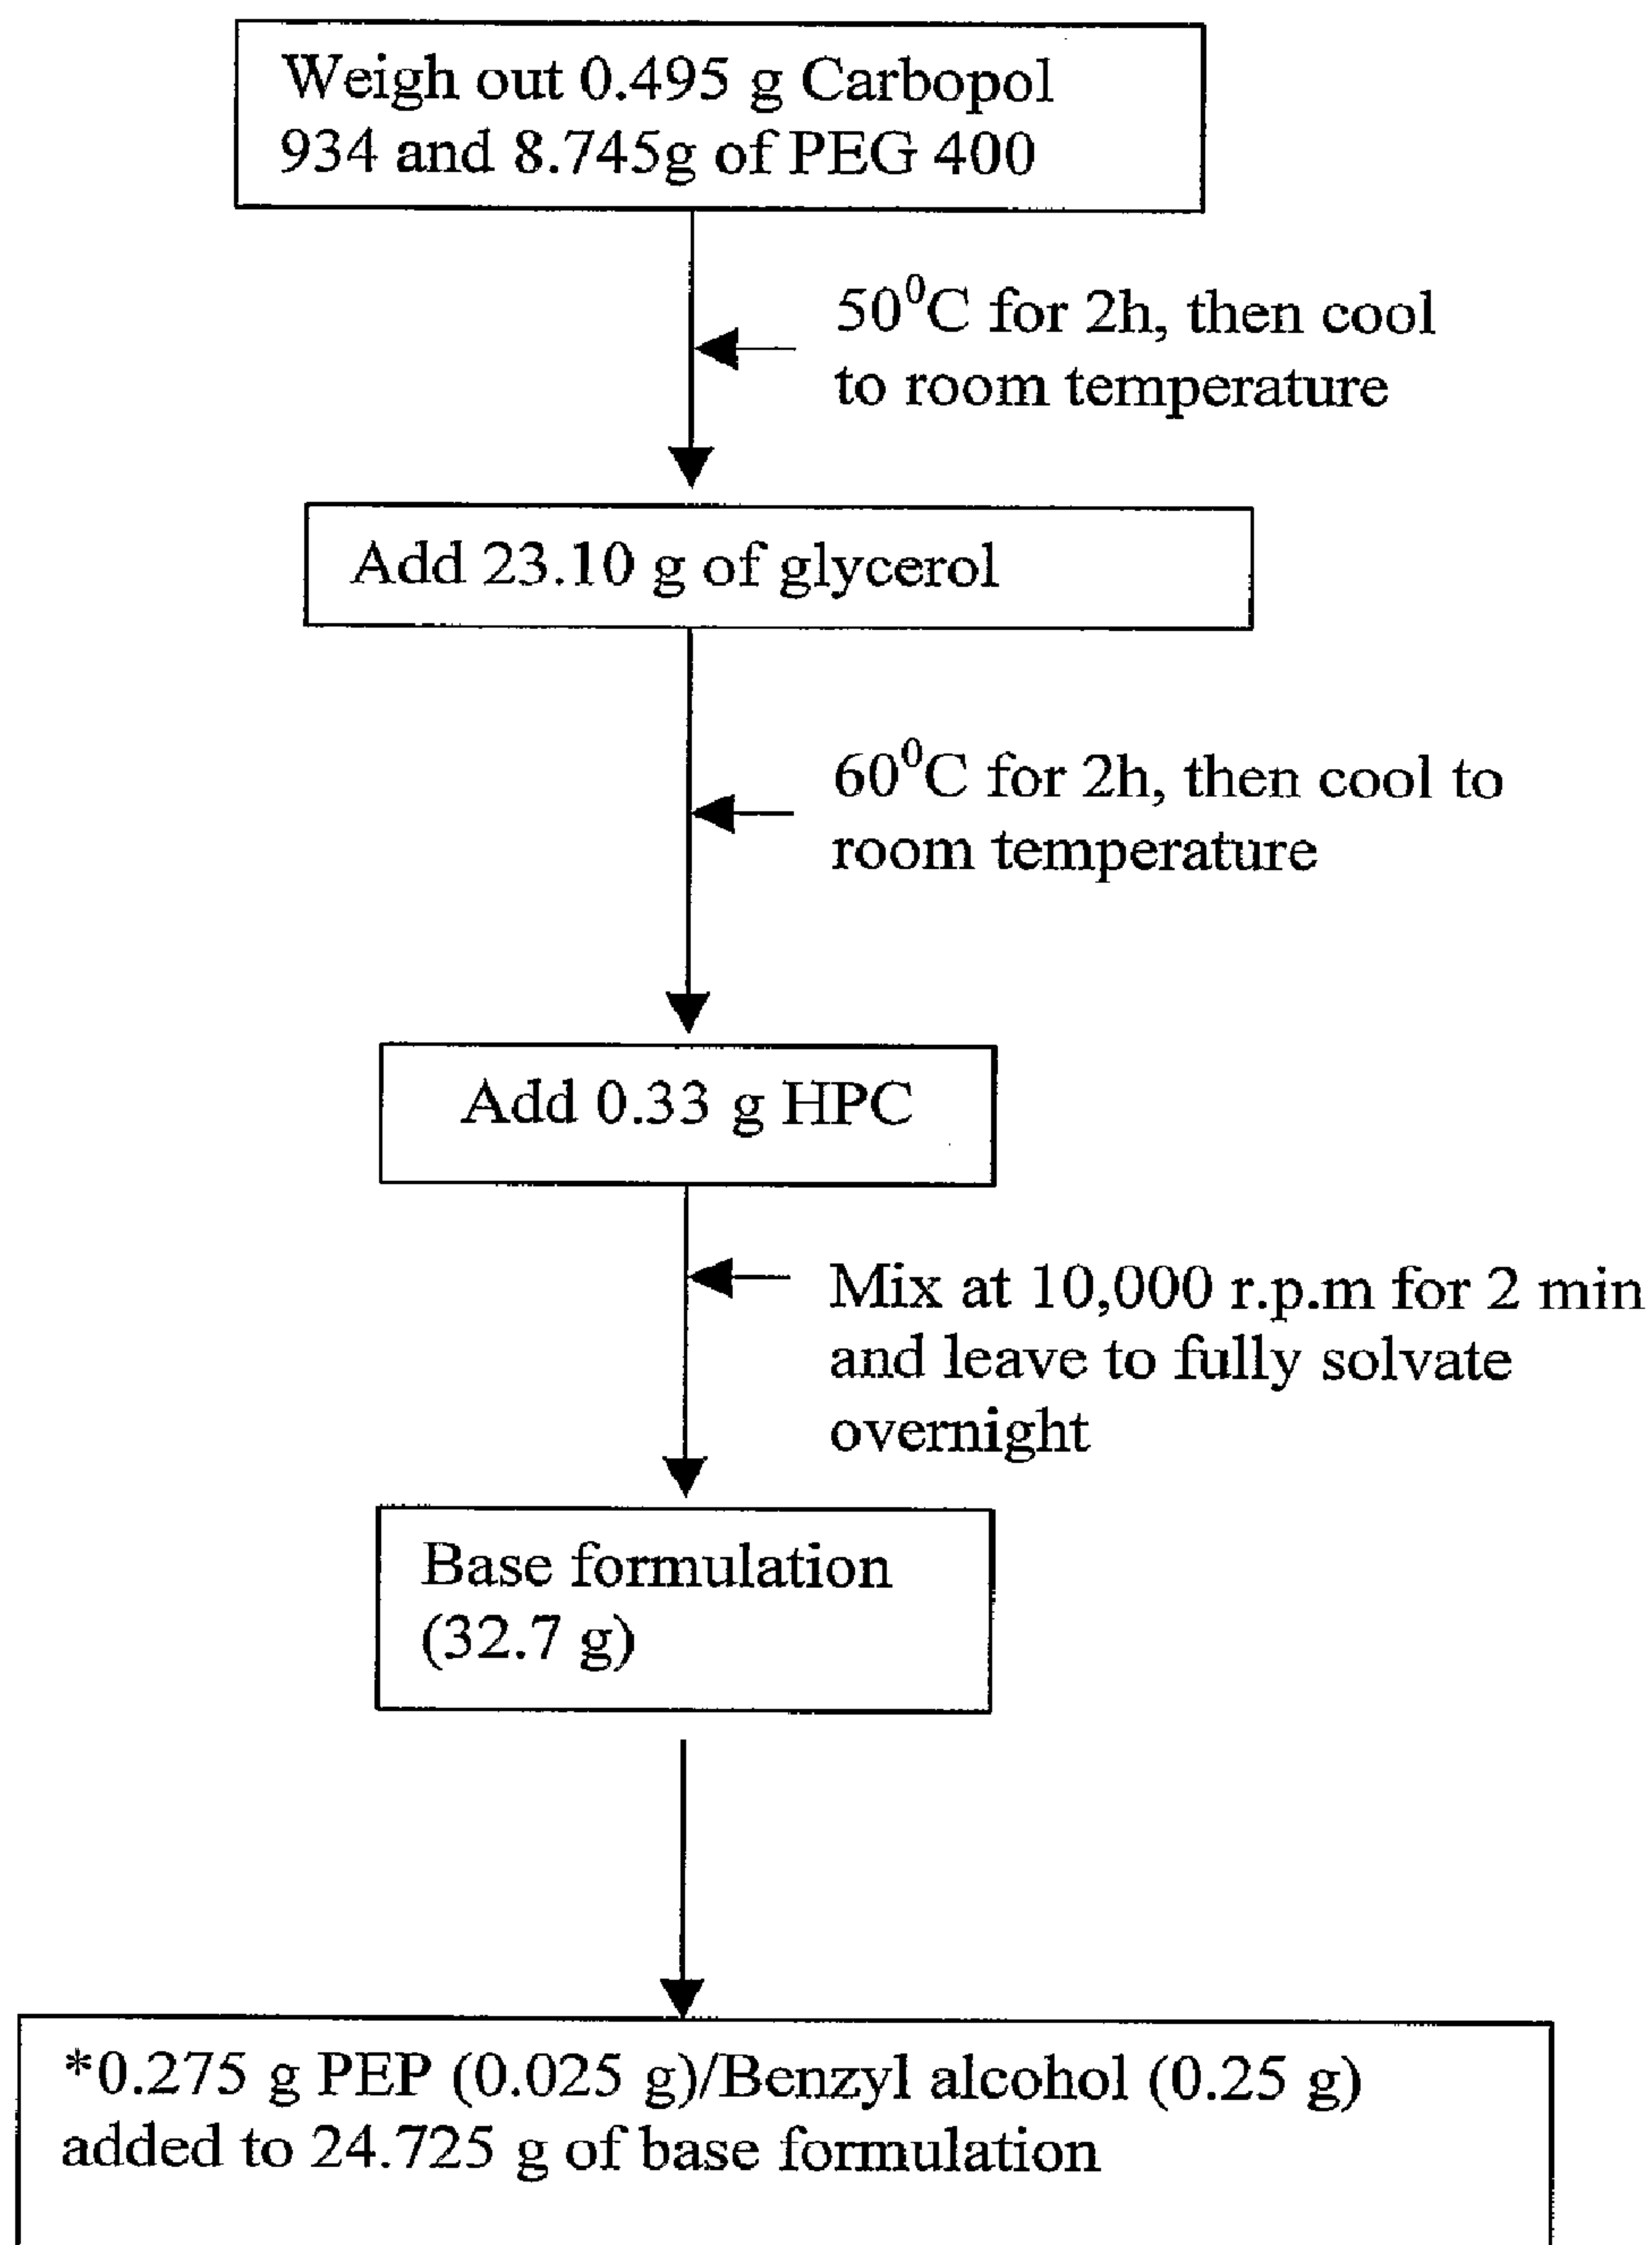 Weigh out 0.495 g Carbopol
934 and 8.745g of PEG 400
50⁰C for 2h, then cool
to room temperature
Add 23.10 g of glycerol
60⁰C for 2h, then cool to
room temperature
Add 0.33 g HPC
Mix at 10,000 r.p.m for 2 min
and leave to fully solvate
overnight
Base formulation
(32.7 g)
*0.275 g PEP (0.025 g)/Benzyl alcohol (0.25 g)
added to 24.725 g of base formulation